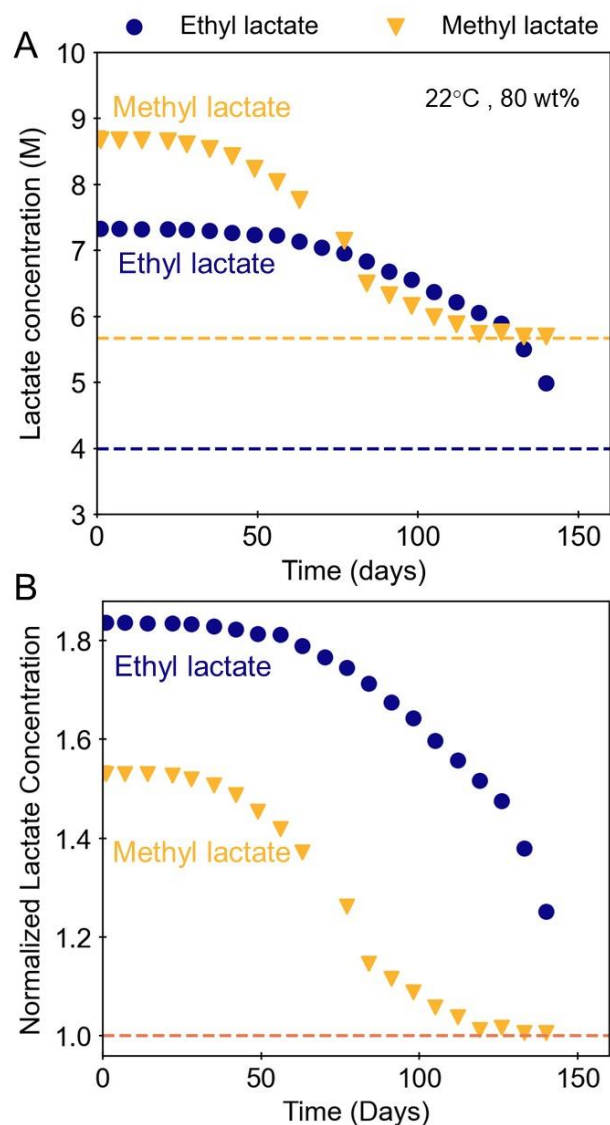 Ethyl lactate Methyl lactate
A
10
9
8
7
6
5
4
3
Lactate concentration (M)
22°C , 80 wt%
Methyl lactate
Ethyl lactate
0 50 100 150
Time (days)
B
1.8
1.6
1.4
1.2
1.0
Normalized Lactate Concentration
Ethyl lactate
Methyl lactate
0 50 100 150
Time (Days)